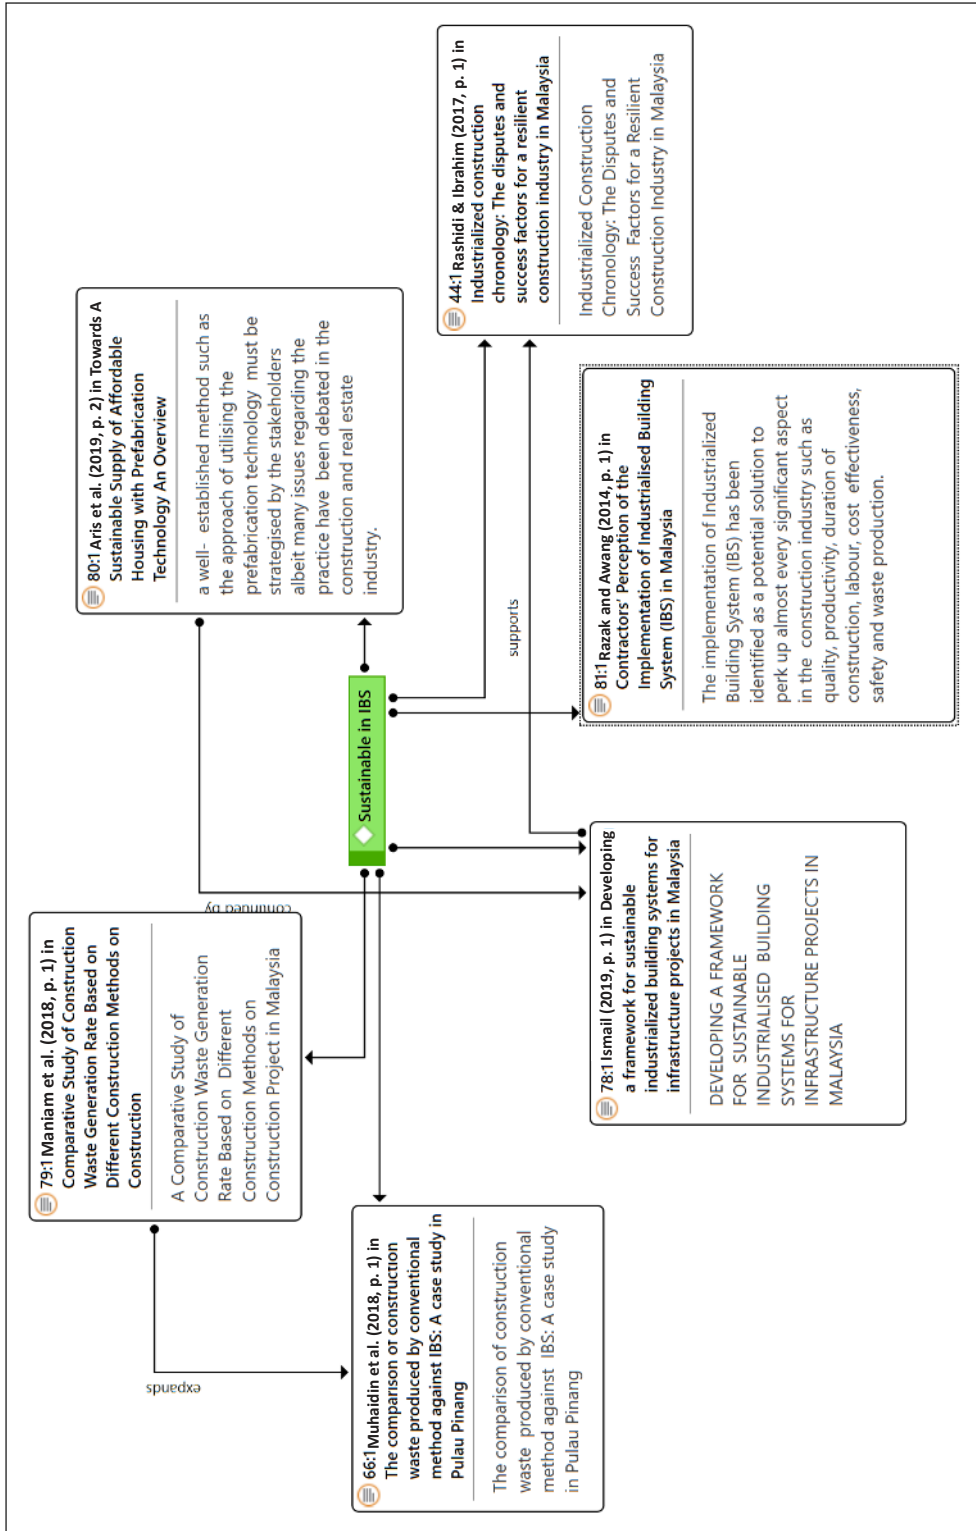 79:1 Maniam et al. (2018, p. 1) in
Comparative Study of Construction
Waste Generation Rate Based on
Different Construction Methods on
Construction
A Comparative Study of
Construction Waste Generation
Rate Based on Different
Construction Methods on
Construction Project in Malaysia
80:1 Aris et al. (2019, p. 2) in Towards A
Sustainable Supply of Affordable
Housing with Prefabrication
Technology An Overview
a well- established method such as
the approach of utilising the
prefabrication technology must be
strategised by the stakeholders
albeit many issues regarding the
practice have been debated in the
construction and real estate
industry.
expands
continued by
66:1 Muhaidin et al. (2018, p. 1) in
The comparison of construction
waste produced by conventional
method against IBS: A case study in
Pulau Pinang
The comparison of construction
waste produced by conventional
method against IBS: A case study
in Pulau Pinang
Sustainable in IBS
44:1 Rashidi & Ibrahim (2017, p. 1) in
Industrialized construction
chronology: The disputes and
success factors for a resilient
construction industry in Malaysia
Industrialized Construction
Chronology: The Disputes and
Success Factors for a Resilient
Construction Industry in Malaysia
supports
78:1 Ismail (2019, p. 1) in Developing
a framework for sustainable
industrialized building systems for
infrastructure projects in Malaysia
DEVELOPING A FRAMEWORK
FOR SUSTAINABLE
INDUSTRIALISED BUILDING
SYSTEMS FOR
INFRASTRUCTURE PROJECTS IN
MALAYSIA
81:1 Razak and Awang (2014, p. 1) in
Contractors' Perception of the
Implementation of Industrialised Building
System (IBS) in Malaysia
The implementation of Industrialized
Building System (IBS) has been
identified as a potential solution to
perk up almost every significant aspect
in the construction industry such as
quality, productivity, duration of
construction, labour, cost effectiveness,
safety and waste production.